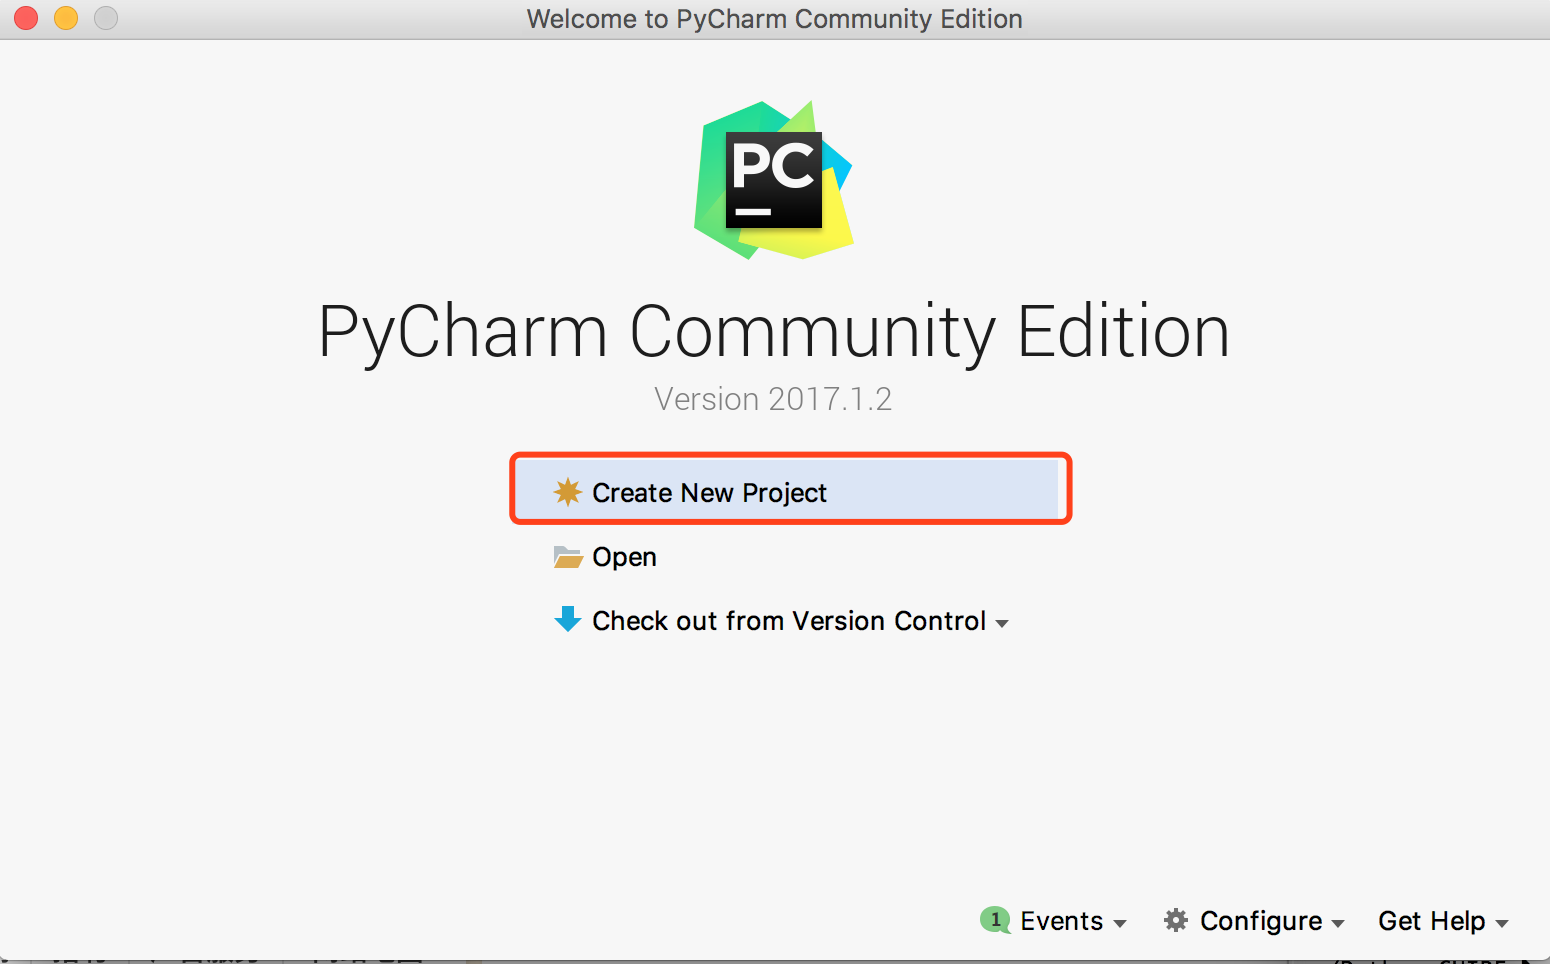 Welcome to PyCharm Community Edition
PC
PyCharm Community Edition
Version 2017.1.2
Create New Project
Open
Check out from Version Control
1 Events Configure Get Help